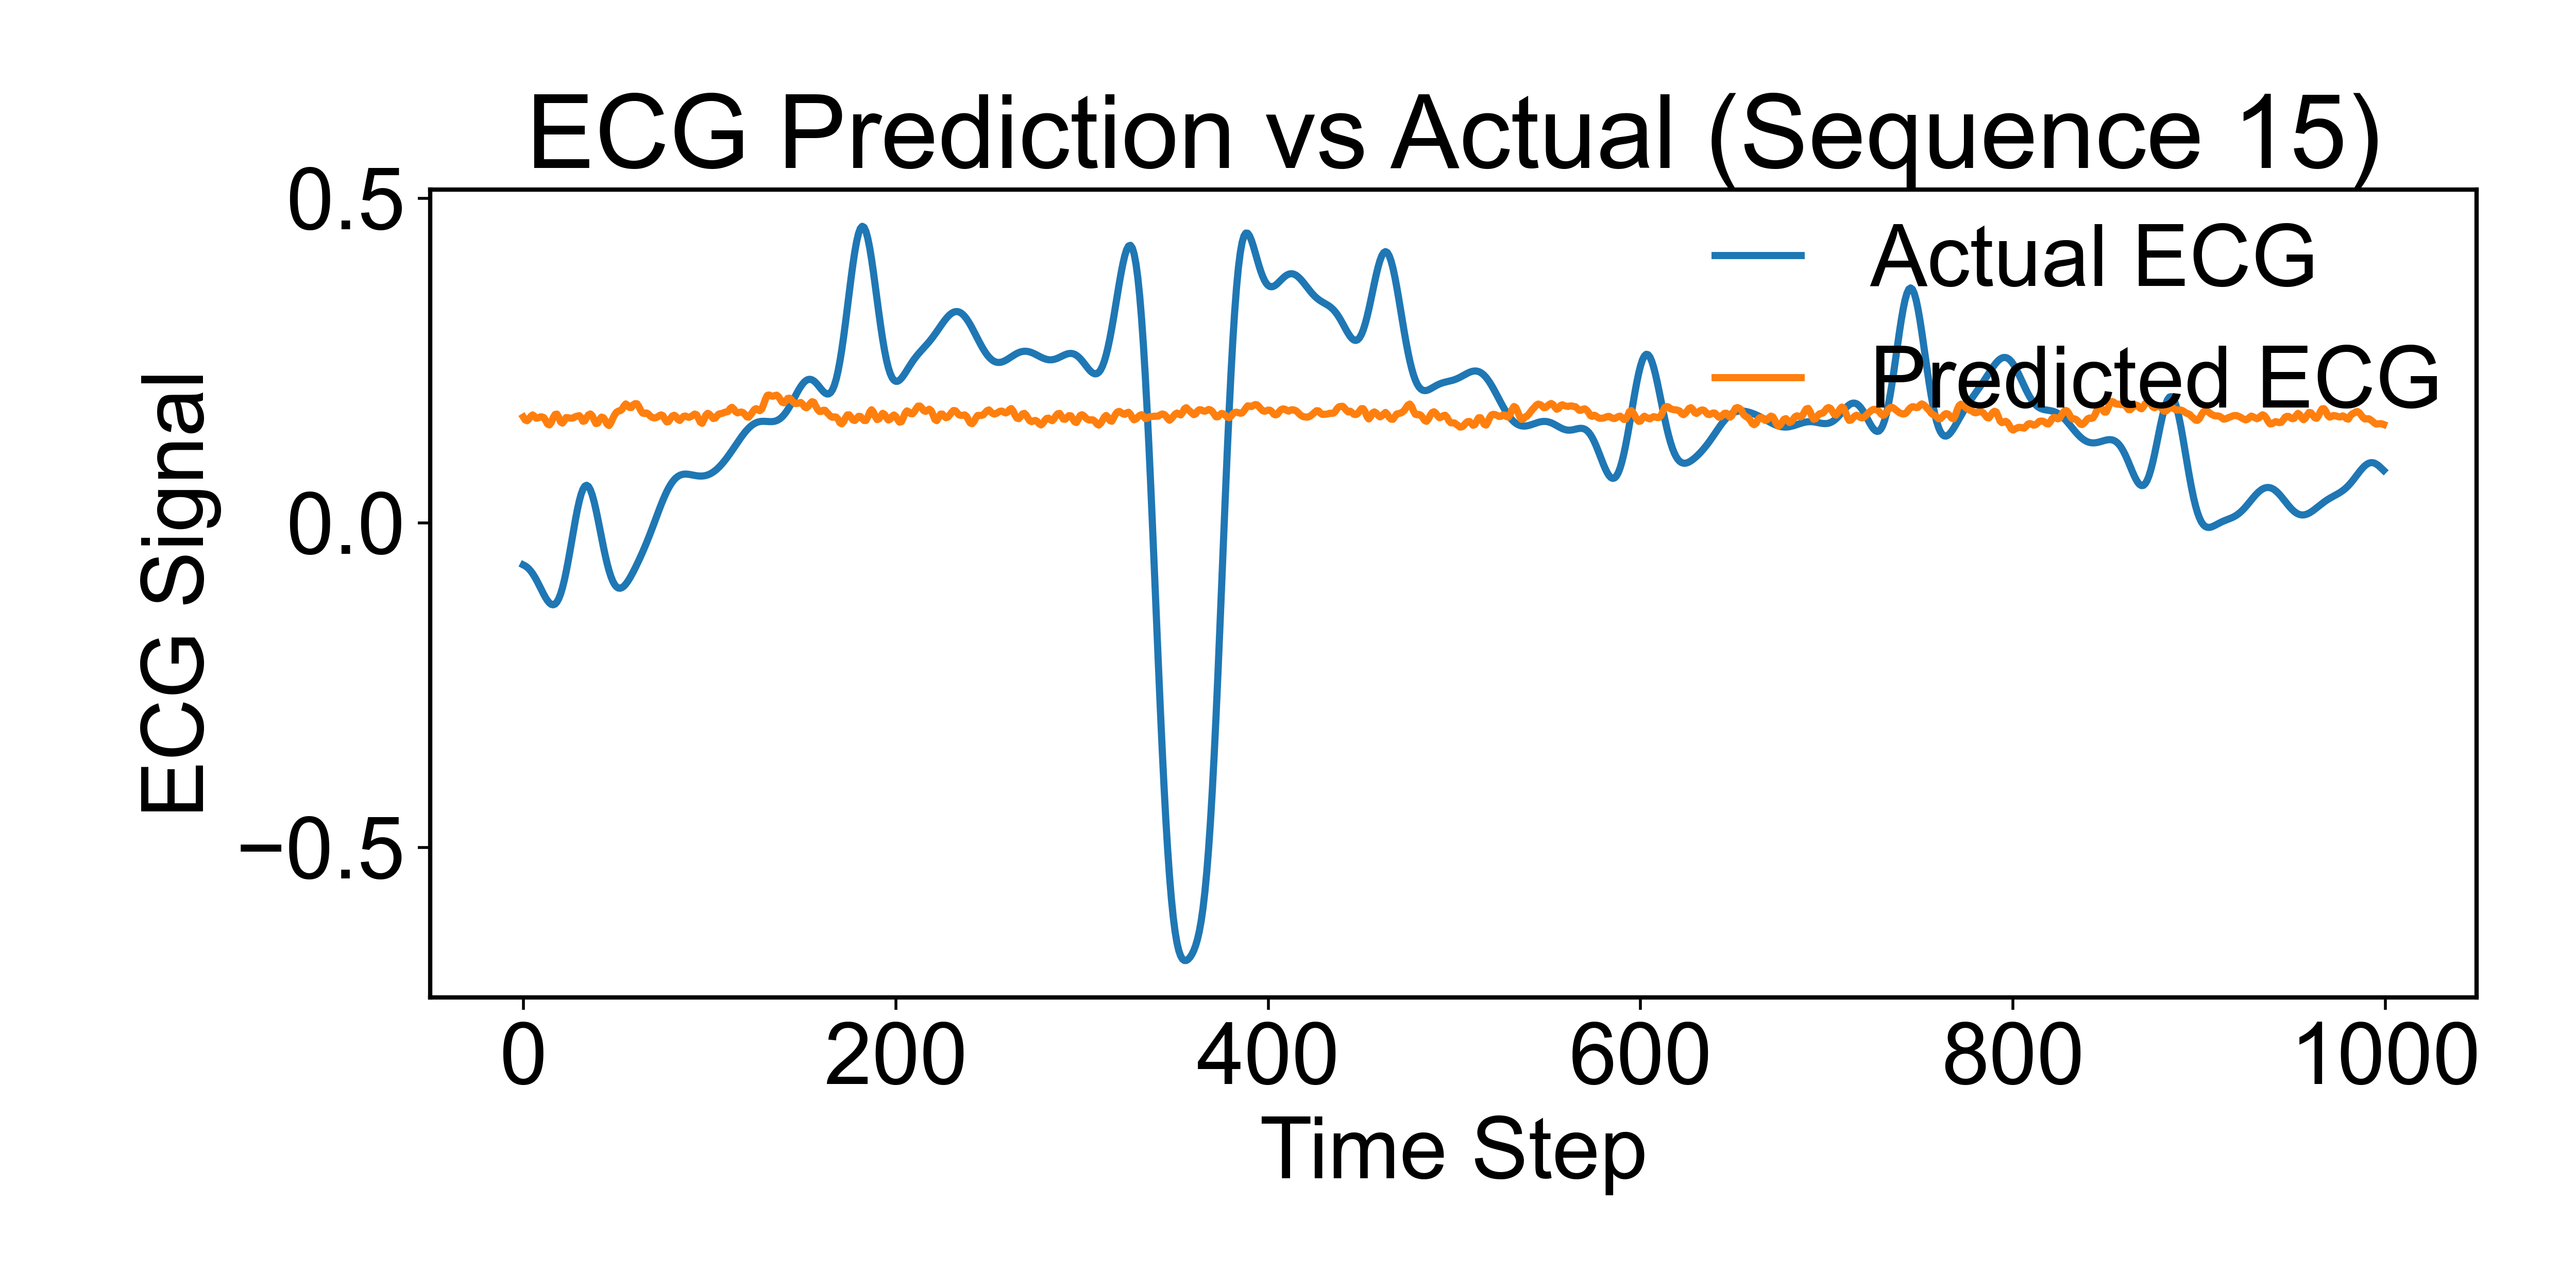 ECG Prediction vs Actual (Sequence 15)
Actual ECG
Predicted ECG
ECG Signal
0.5
0.0
−0.5
0 200 400 600 800 1000
Time Step